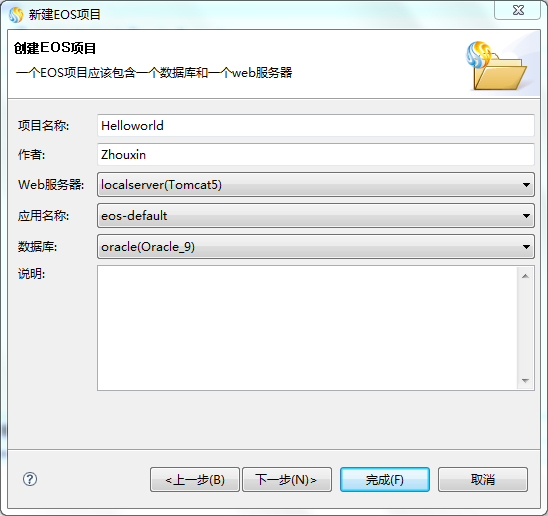 新建EOS项目
创建EOS项目
一个EOS项目应该包含一个数据库和一个web服务器
项目名称: Helloworld
作者: Zhouxin
Web服务器: localserver(Tomcat5)
应用名称: eos-default
数据库: oracle(Oracle_9)
说明:
<上一步(B) 下一步(N)> 完成(F) 取消